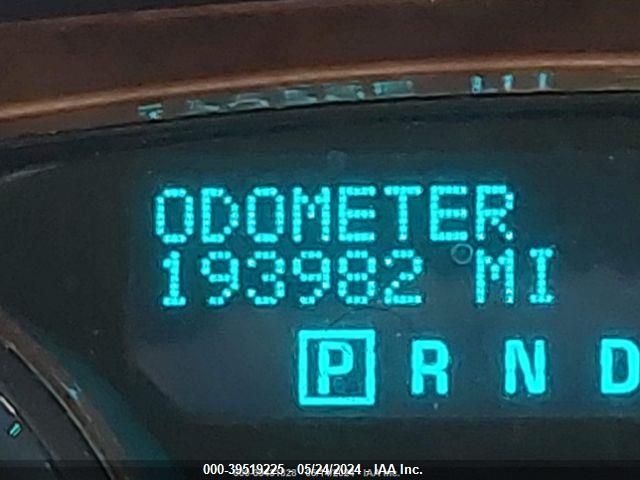 ODOMETER
193982 MI
P R N D
000-39519225 - 05/24/2024 - IAA Inc.